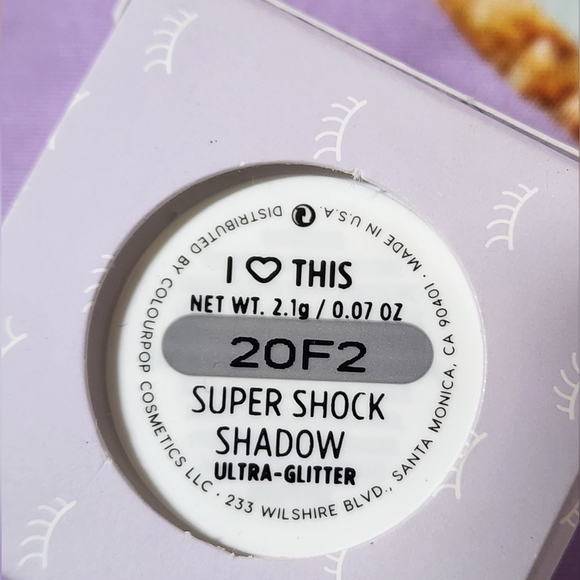 I ♡ THIS
NET WT. 2.1g / 0.07 OZ
20F2
SUPER SHOCK
SHADOW
ULTRA-GLITTER
DISTRIBUTED BY COLOURPOP COSMETICS LLC · 233 WILSHIRE BLVD., SANTA MONICA, CA 90401 · MADE IN U.S.A.